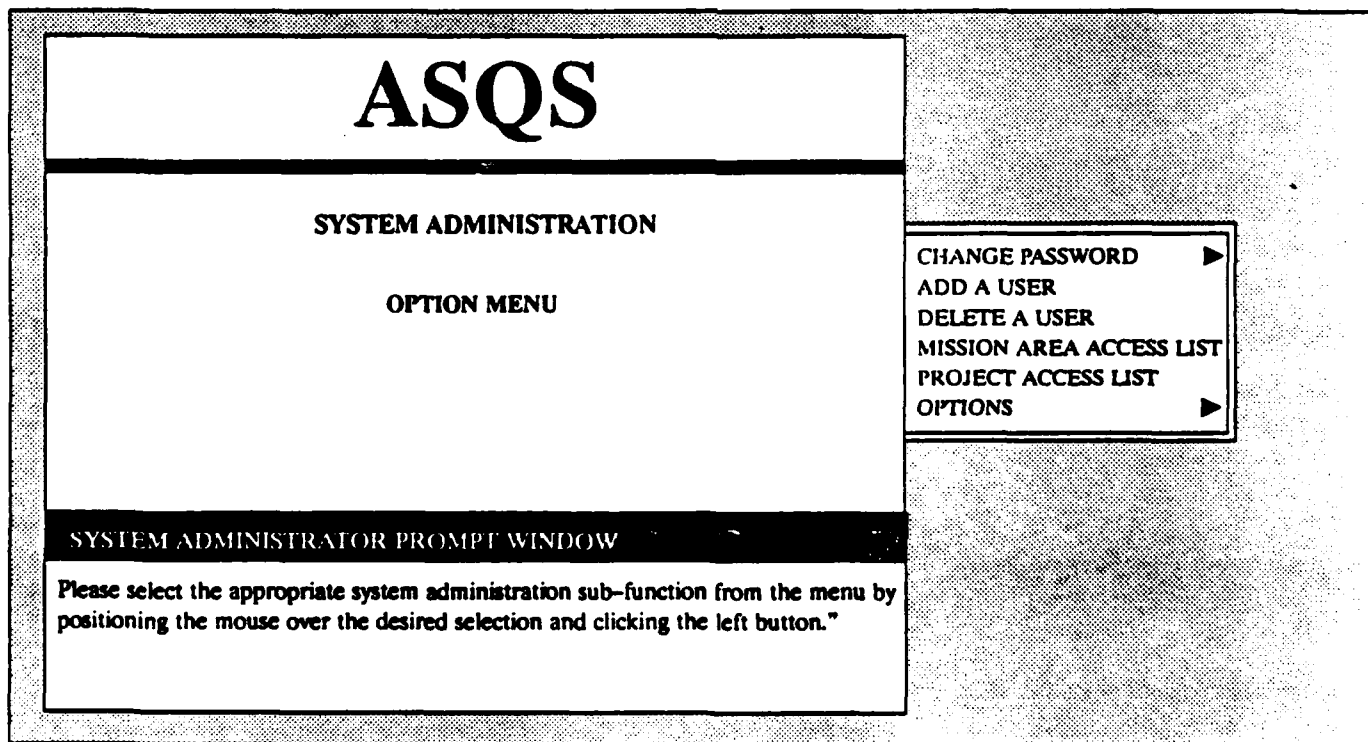 ASQS
SYSTEM ADMINISTRATION
OPTION MENU
CHANGE PASSWORD
ADD A USER
DELETE A USER
MISSION AREA ACCESS LIST
PROJECT ACCESS LIST
OPTIONS
SYSTEM ADMINISTRATOR PROMPT WINDOW
Please select the appropriate system administration sub-function from the menu by
positioning the mouse over the desired selection and clicking the left button."